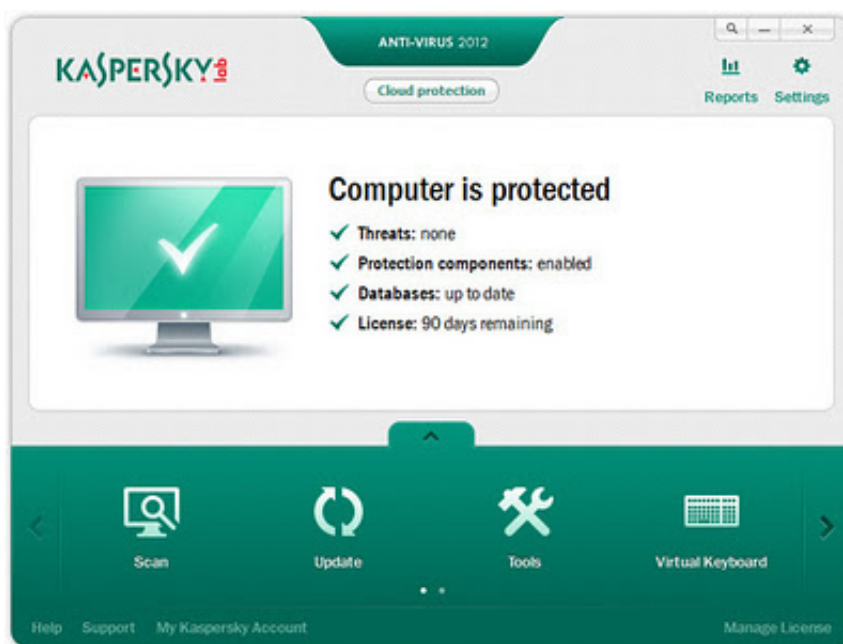 KASPERSKY lab
ANTI-VIRUS 2012
Cloud protection
Reports
Settings
Computer is protected
Threats: none
Protection components: enabled
Databases: up to date
License: 90 days remaining
Scan
Update
Tools
Virtual Keyboard
Help
Support
My Kaspersky Account
Manage License